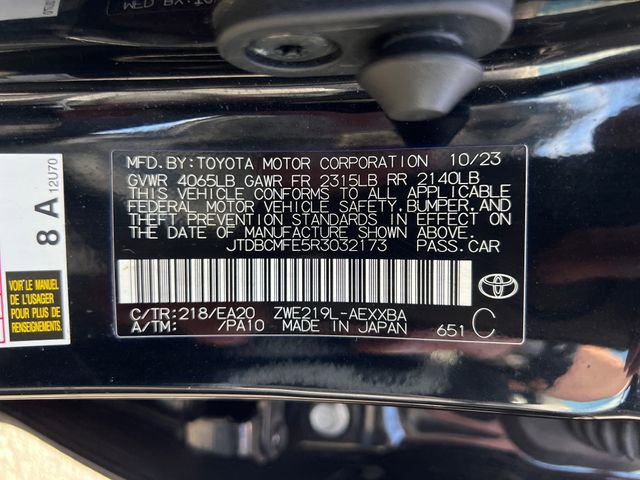 MFD.BY:TOYOTA MOTOR CORPORATION 10/23
GVWR 4065LB GAWR FR 2315LB RR 2140LB
THIS VEHICLE CONFORMS TO ALL APPLICABLE
FEDERAL MOTOR VEHICLE SAFETY,BUMPER,AND
THEFT PREVENTION STANDARDS IN EFFECT ON
THE DATE OF MANUFACTURE SHOWN ABOVE.
JTDBCMFE5R3032173 PASS.CAR
C/TR:218/EA20 ZWE219L-AEXXBA
A/TM: /PA10 MADE IN JAPAN 651 C
8 A 12U70
VOIR LE MANUEL
DE L'USAGER
POUR PLUS DE
RENSEIGNEMENTS